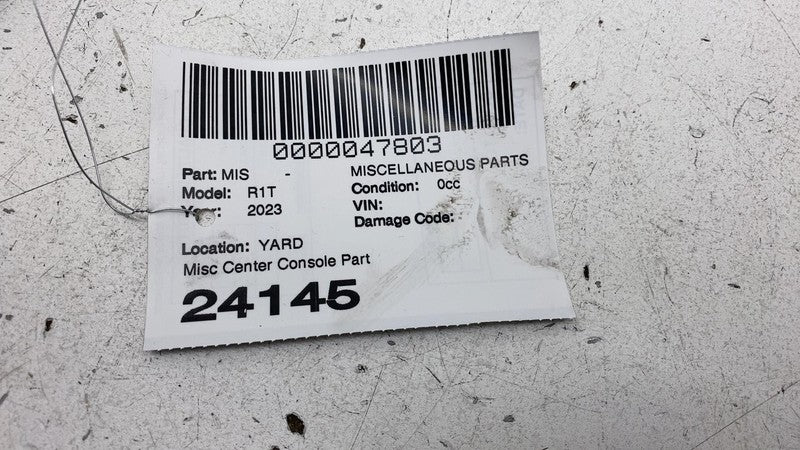 0000047803
Part: MIS - MISCELLANEOUS PARTS
Model: R1T Condition: 0cc
Year: 2023 VIN:
Damage Code:
Location: YARD
Misc Center Console Part
24145